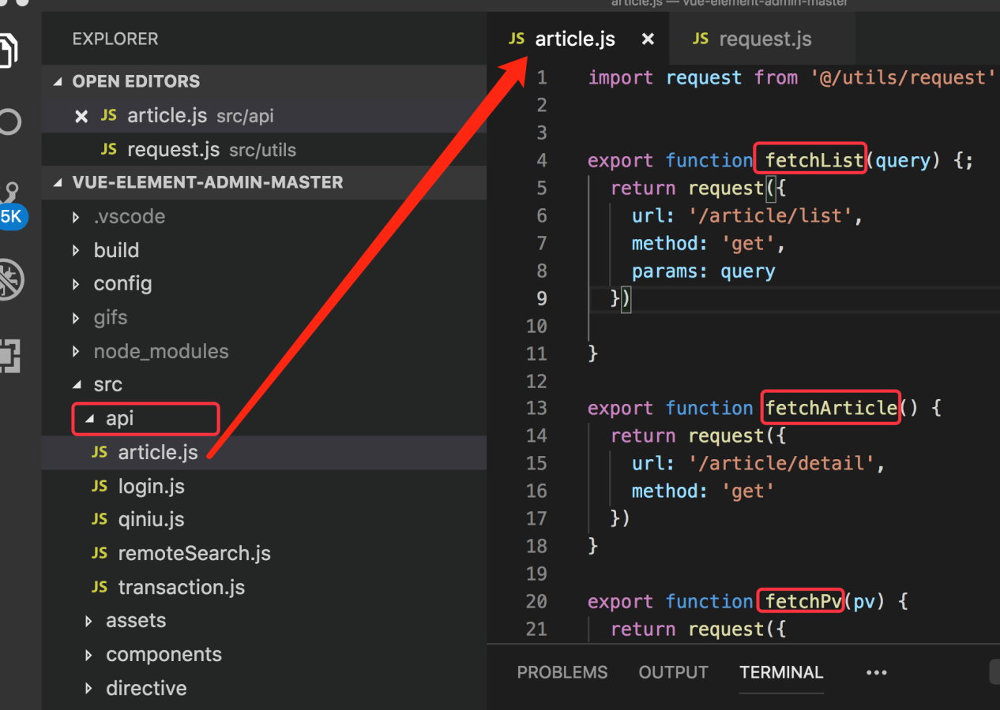 article.js — vue-element-admin-master
EXPLORER
OPEN EDITORS
JS article.js src/api
JS request.js src/utils
VUE-ELEMENT-ADMIN-MASTER
.vscode
build
config
gifs
node_modules
src
api
JS article.js
JS login.js
JS qiniu.js
JS remoteSearch.js
JS transaction.js
assets
components
directive
5K
JS article.js × JS request.js
1 import request from '@/utils/request'
2
3
4 export function fetchList(query) {;
5 return request({
6 url: '/article/list',
7 method: 'get',
8 params: query
9 })
10
11 }
12
13 export function fetchArticle() {
14 return request({
15 url: '/article/detail',
16 method: 'get'
17 })
18 }
19
20 export function fetchPv(pv) {
21 return request({
PROBLEMS OUTPUT TERMINAL •••